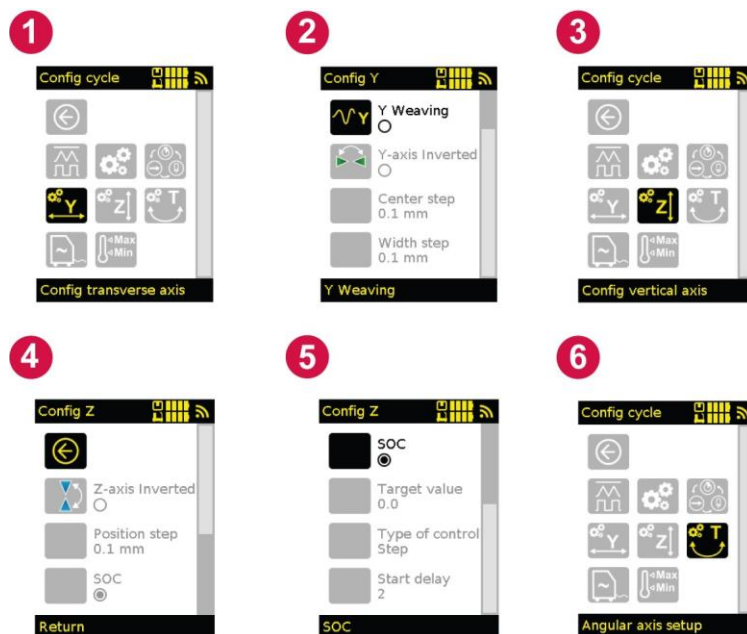 1
2
3
Config cycle
Y
Z
T
Max
Min
Config transverse axis
Config Y
Y
Y Weaving
Y-axis Inverted
Center step
0.1 mm
Width step
0.1 mm
Y Weaving
Config cycle
Y
Z
T
Max
Min
Config vertical axis
4
5
6
Config Z
Z-axis Inverted
Position step
0.1 mm
SOC
Return
Config Z
SOC
Target value
0.0
Type of control
Step
Start delay
2
SOC
Config cycle
Y
Z
T
Max
Min
Angular axis setup